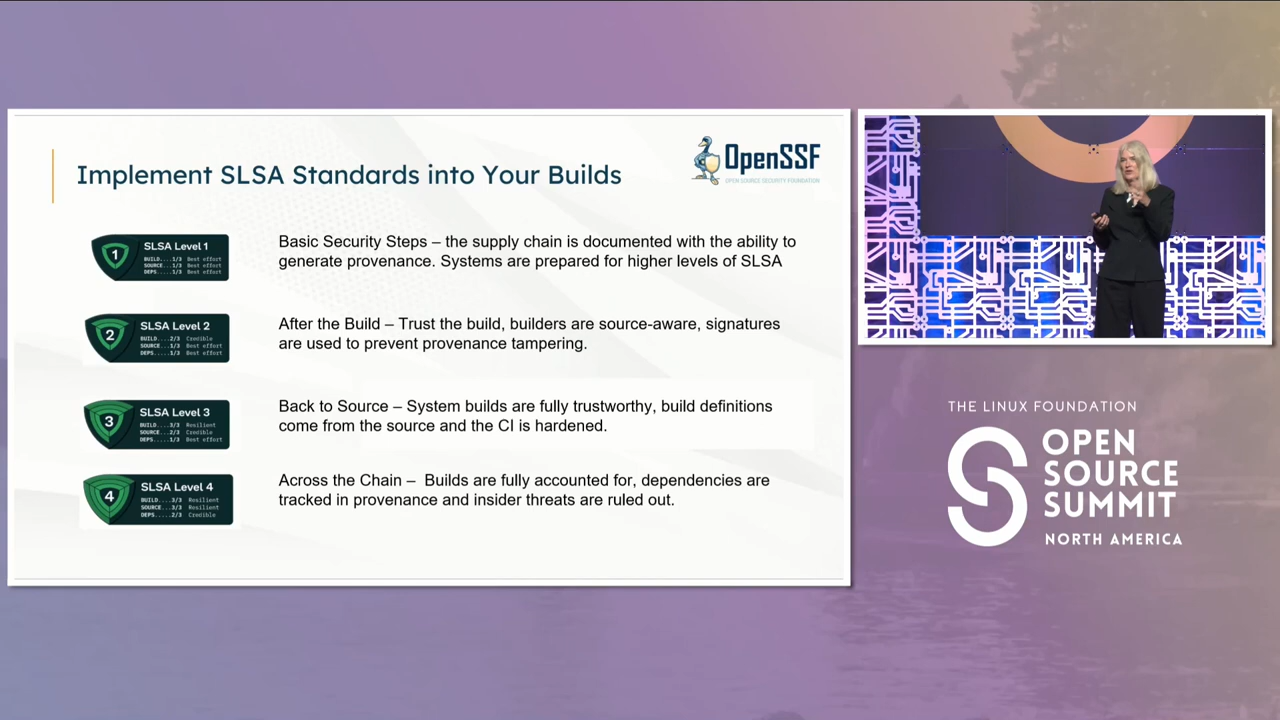 Implement SLSA Standards into Your Builds
OpenSSF
OPEN SOURCE SECURITY FOUNDATION
1
SLSA Level 1
BUILD....1/3 Best effort
SOURCE...1/3 Best effort
DEPS.....1/3 Best effort
Basic Security Steps – the supply chain is documented with the ability to
generate provenance. Systems are prepared for higher levels of SLSA
2
SLSA Level 2
BUILD....2/3 Credible
SOURCE...1/3 Best effort
DEPS.....1/3 Best effort
After the Build – Trust the build, builders are source-aware, signatures
are used to prevent provenance tampering.
3
SLSA Level 3
BUILD....3/3 Resilient
SOURCE...2/3 Credible
DEPS.....1/3 Best effort
Back to Source – System builds are fully trustworthy, build definitions
come from the source and the CI is hardened.
4
SLSA Level 4
BUILD....3/3 Resilient
SOURCE...3/3 Resilient
DEPS.....2/3 Credible
Across the Chain –  Builds are fully accounted for, dependencies are
tracked in provenance and insider threats are ruled out.
THE LINUX FOUNDATION
OPEN
SOURCE
SUMMIT
NORTH AMERICA